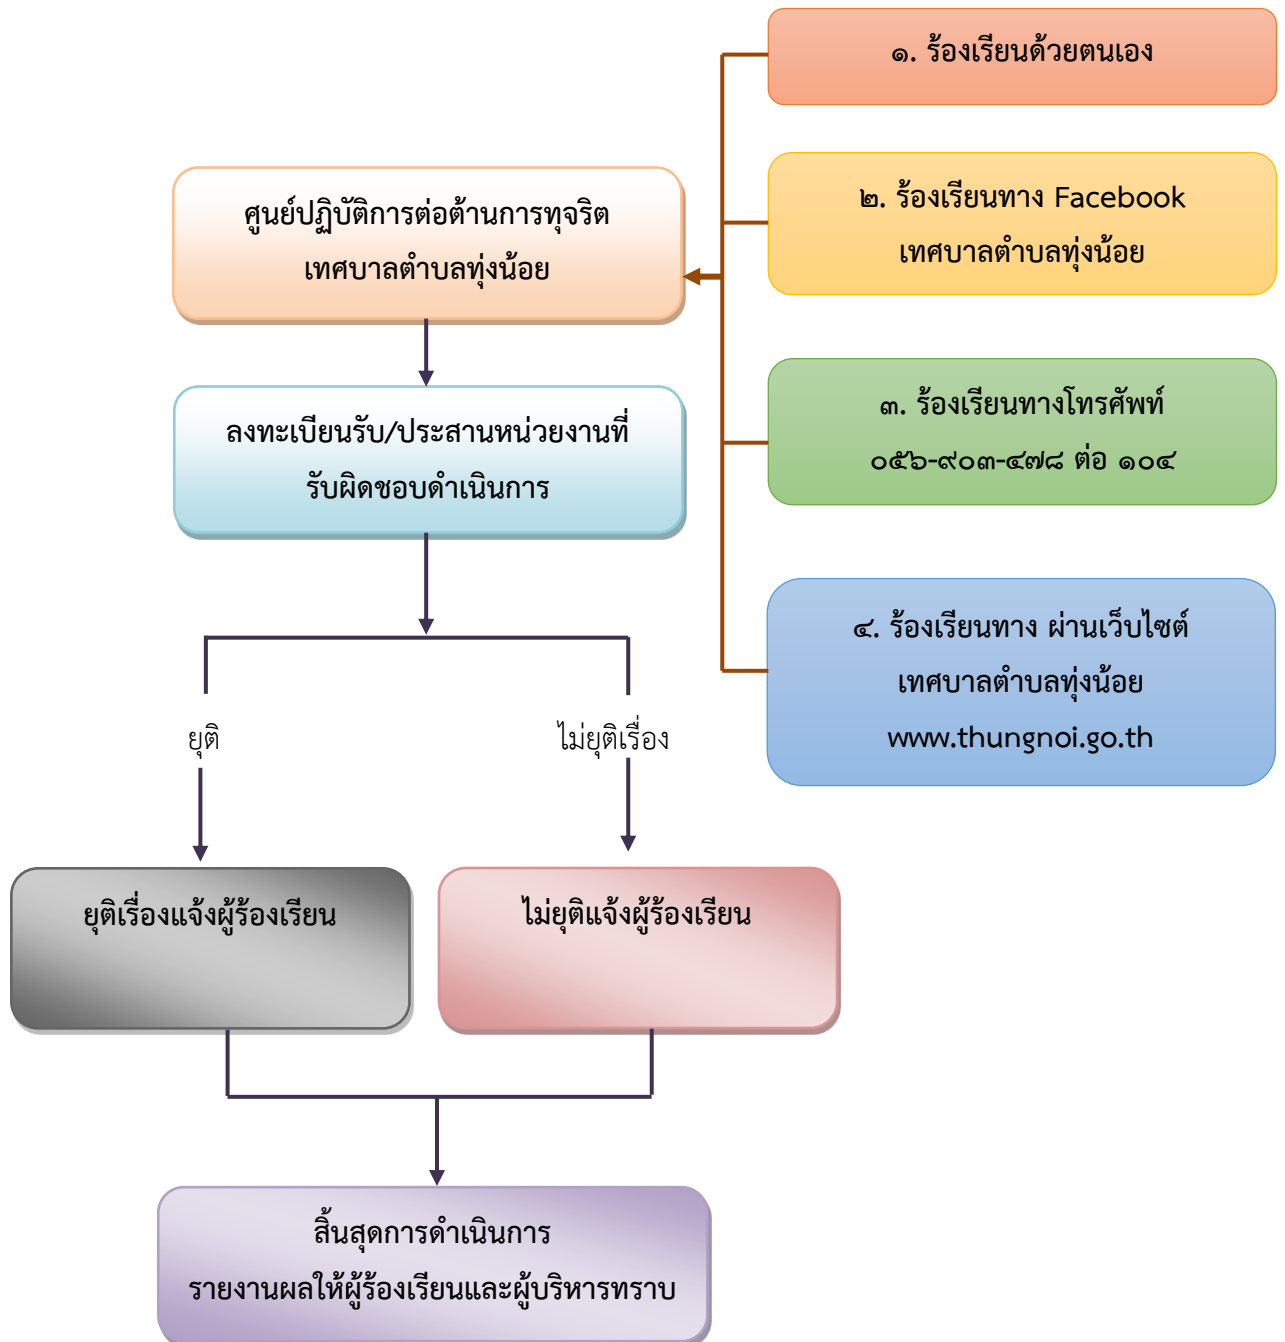 ๑. ร้องเรียนด้วยตนเอง
๒. ร้องเรียนทาง Facebook
เทศบาลตำบลทุ่งน้อย
๓. ร้องเรียนทางโทรศัพท์
๐๕๖-๙๐๓-๔๗๘ ต่อ ๑๐๔
๔. ร้องเรียนทาง ผ่านเว็บไซต์
เทศบาลตำบลทุ่งน้อย
www.thungnoi.go.th
ศูนย์ปฏิบัติการต่อต้านการทุจริต
เทศบาลตำบลทุ่งน้อย
ลงทะเบียนรับ/ประสานหน่วยงานที่
รับผิดชอบดำเนินการ
ยุติ
ไม่ยุติเรื่อง
ยุติเรื่องแจ้งผู้ร้องเรียน
ไม่ยุติแจ้งผู้ร้องเรียน
สิ้นสุดการดำเนินการ
รายงานผลให้ผู้ร้องเรียนและผู้บริหารทราบ